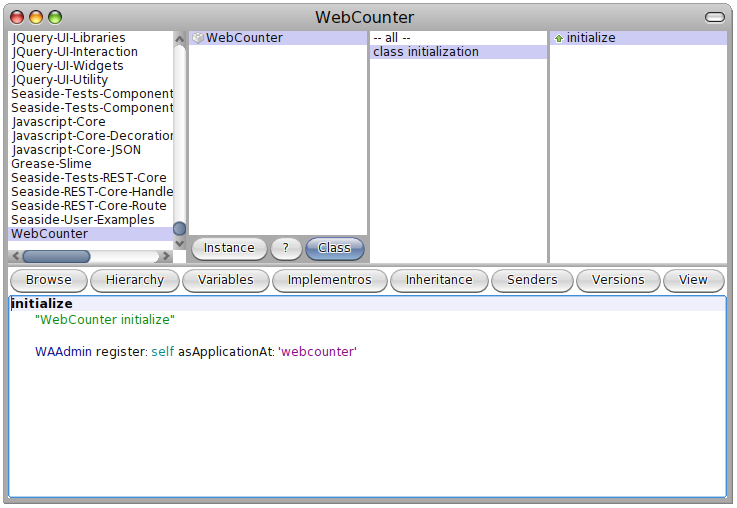 WebCounter
JQuery-UI-Libraries
JQuery-UI-Interaction
JQuery-UI-Widgets
JQuery-UI-Utility
Seaside-Tests-Component
Seaside-Tests-Component
Javascript-Core
Javascript-Core-Decoration
Javascript-Core-JSON
Grease-Slime
Seaside-Tests-REST-Core
Seaside-REST-Core-Handle
Seaside-REST-Core-Route
Seaside-User-Examples
WebCounter
WebCounter
Instance ? Class
-- all --
class initialization
initialize
Browse Hierarchy Variables Implementros Inheritance Senders Versions View
initialize
"WebCounter initialize"
WAAdmin register: self asApplicationAt: 'webcounter'